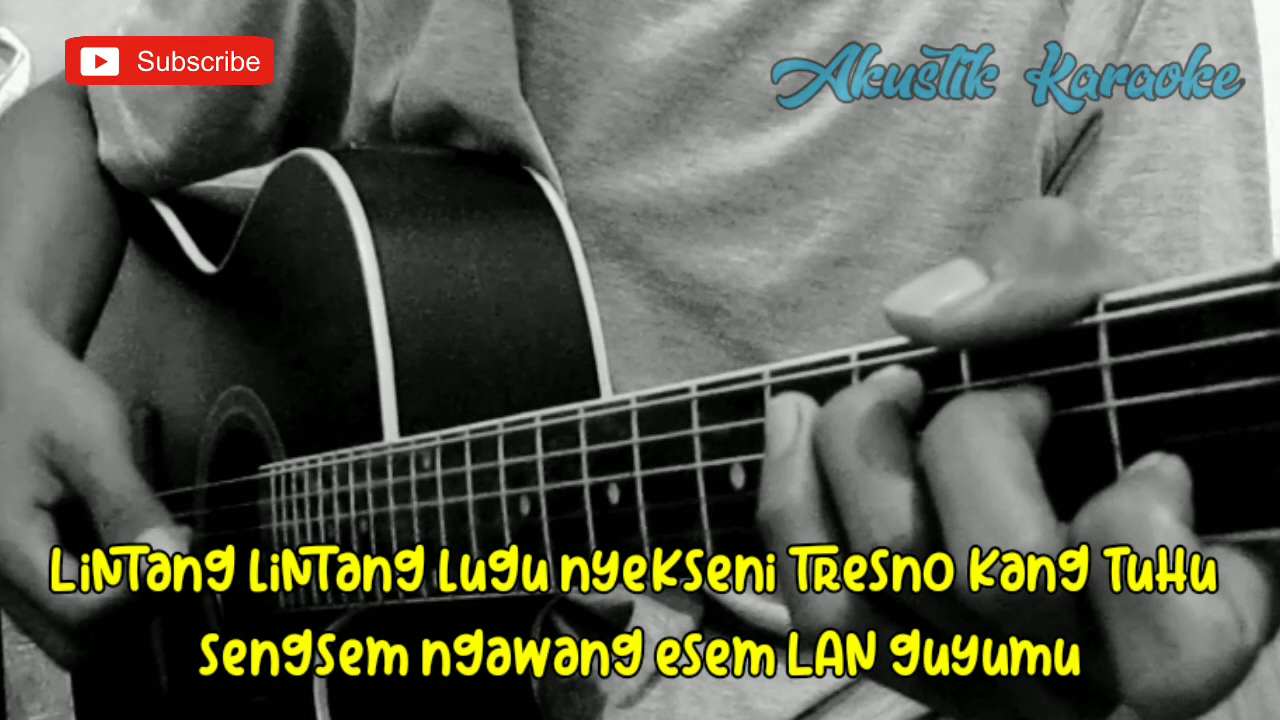 Subscribe
Akustik Karaoke
LiNTang LiNTang Lugu nyekseni TResno Kang TuHu
sengsem ngawang esem LAN guyumu